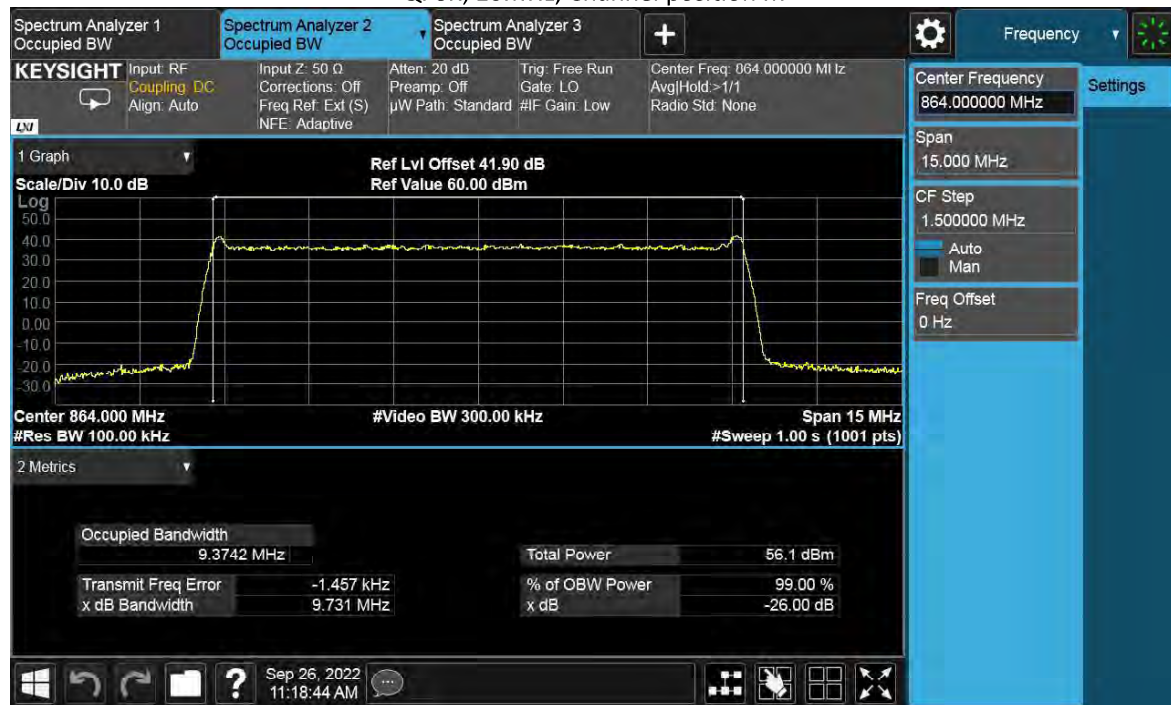 Spectrum Analyzer 1
Occupied BW
Spectrum Analyzer 2
Occupied BW
Spectrum Analyzer 3
Occupied BW
+
Frequency
KEYSIGHT
LXI
Input: RF
Coupling: DC
Align: Auto
Input Z: 50 Ω
Corrections: Off
Freq Ref: Ext (S)
NFE: Adaptive
Atten: 20 dB
Preamp: Off
µW Path: Standard
Trig: Free Run
Gate: LO
#IF Gain: Low
Center Freq: 864.000000 MHz
Avg|Hold:>1/1
Radio Std: None
Center Frequency
864.000000 MHz
Settings
Span
15.000 MHz
CF Step
1.500000 MHz
Auto
Man
Freq Offset
0 Hz
1 Graph
Scale/Div 10.0 dB
Ref Lvl Offset 41.90 dB
Ref Value 60.00 dBm
Log
50.0
40.0
30.0
20.0
10.0
0.00
-10.0
-20.0
-30.0
Center 864.000 MHz
#Video BW 300.00 kHz
Span 15 MHz
#Res BW 100.00 kHz
#Sweep 1.00 s (1001 pts)
2 Metrics
Occupied Bandwidth
9.3742 MHz
Total Power 56.1 dBm
Transmit Freq Error -1.457 kHz
% of OBW Power 99.00 %
x dB Bandwidth 9.731 MHz
x dB -26.00 dB
?
Sep 26, 2022
11:18:44 AM